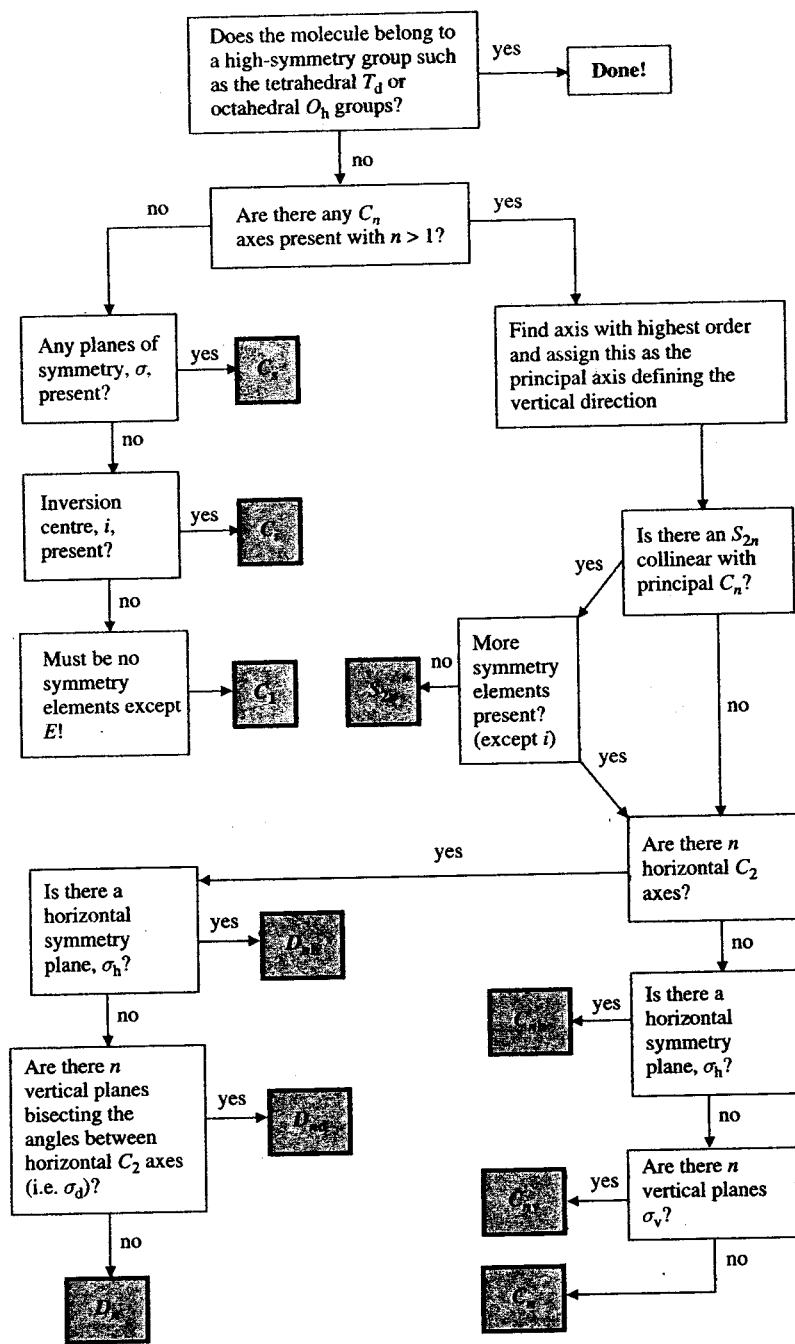 Does the molecule belong to
a high-symmetry group such
as the tetrahedral T_d or
octahedral O_h groups?
yes
Done!
no
Are there any C_n
axes present with n > 1?
no
yes
Any planes of
symmetry, σ,
present?
yes
C_s
Find axis with highest order
and assign this as the
principal axis defining the
vertical direction
no
Inversion
centre, i,
present?
yes
Is there an S_2n
collinear with
principal C_n?
yes
no
Must be no
symmetry
elements except
E!
C_1
no
More
symmetry
elements
present?
(except i)
no
yes
Are there n
horizontal C_2
axes?
yes
Is there a
horizontal
symmetry
plane, σ_h?
yes
no
Is there a
horizontal
symmetry
plane, σ_h?
yes
no
Are there n
vertical planes
bisecting the
angles between
horizontal C_2 axes
(i.e. σ_d)?
yes
no
Are there n
vertical planes
σ_v?
yes
no
no